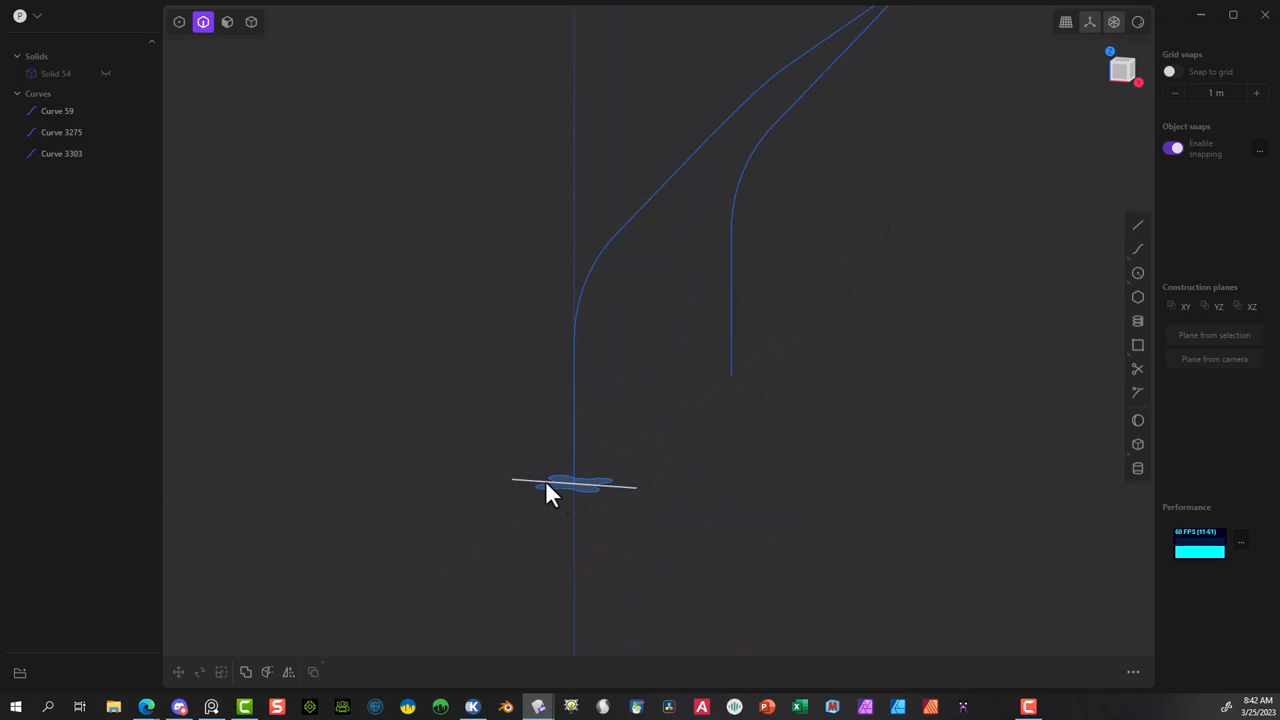 P
Solids
Solid 54
Curves
Curve 59
Curve 3275
Curve 3303
Z
X
Grid snaps
Snap to grid
1 m
Object snaps
Enable
snapping
...
Construction planes
XY
YZ
XZ
Plane from selection
Plane from camera
Performance
60 FPS (11-61)
...
8:42 AM
3/25/2023